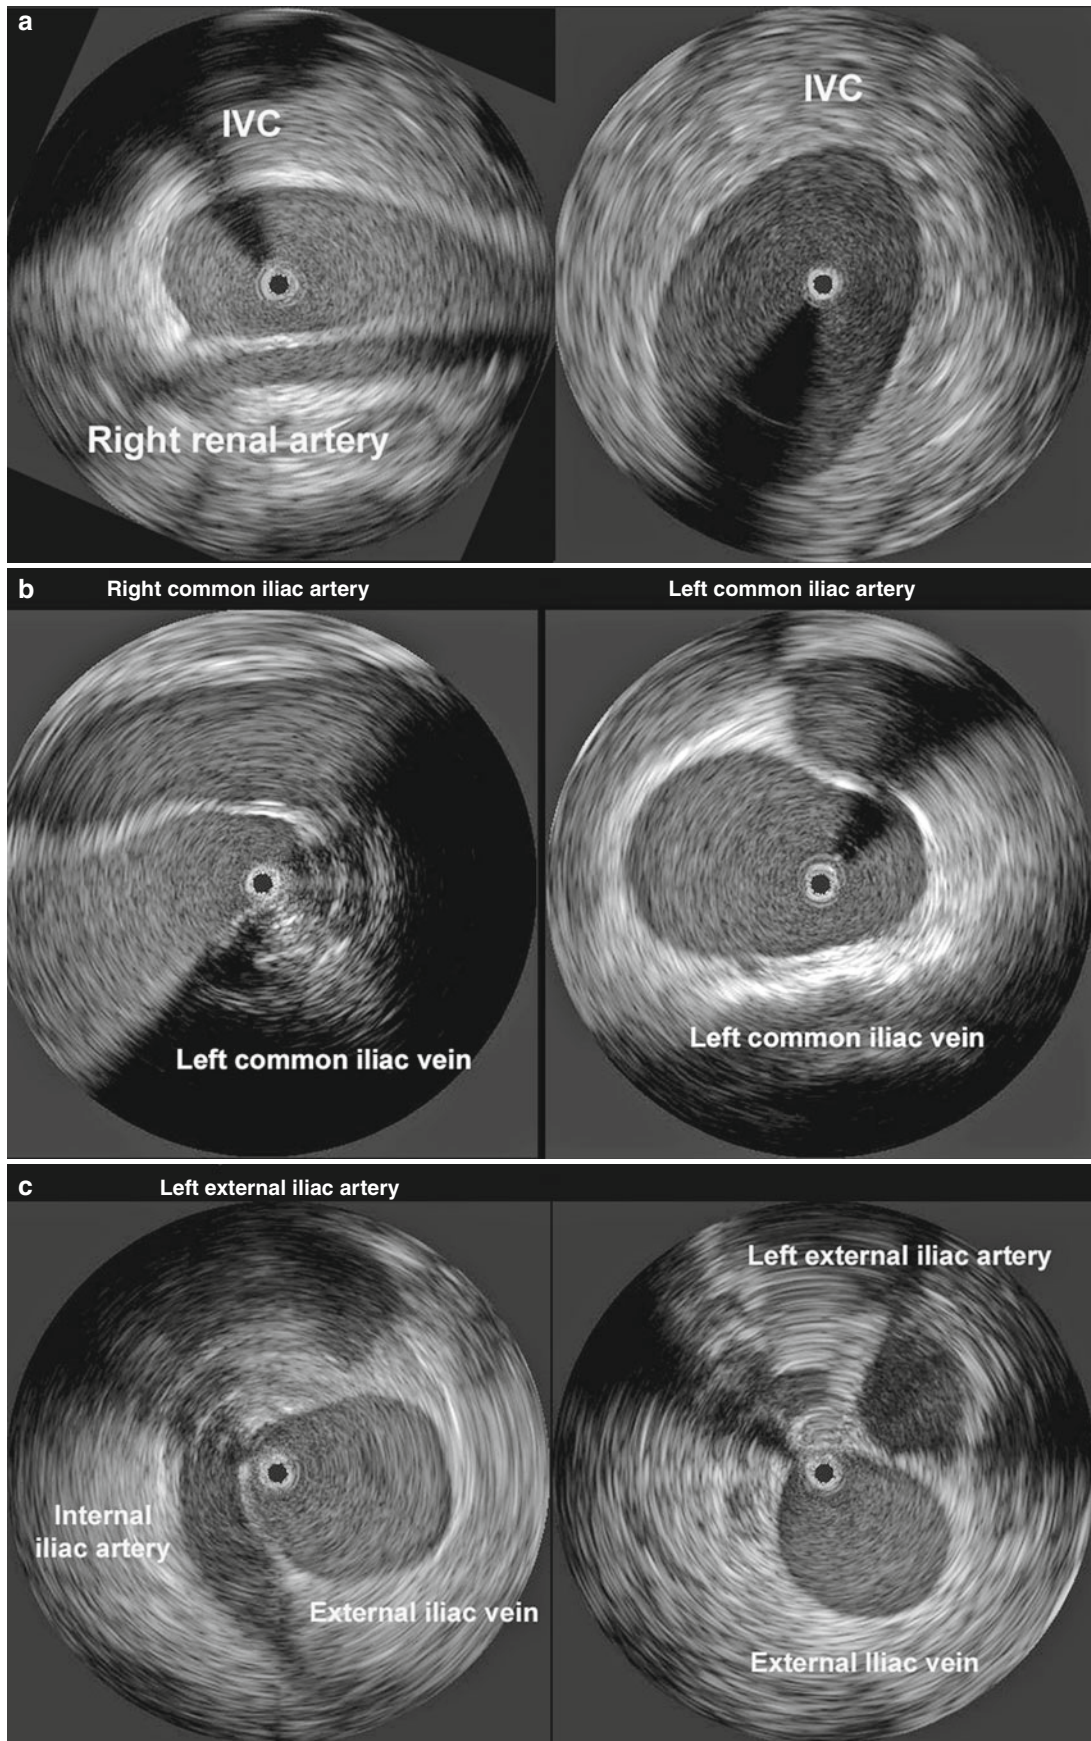 a
IVC
IVC
Right renal artery
b
Right common iliac artery
Left common iliac artery
Left common iliac vein
Left common iliac vein
c
Left external iliac artery
Left external iliac artery
Internal
iliac artery
External iliac vein
External Iliac vein